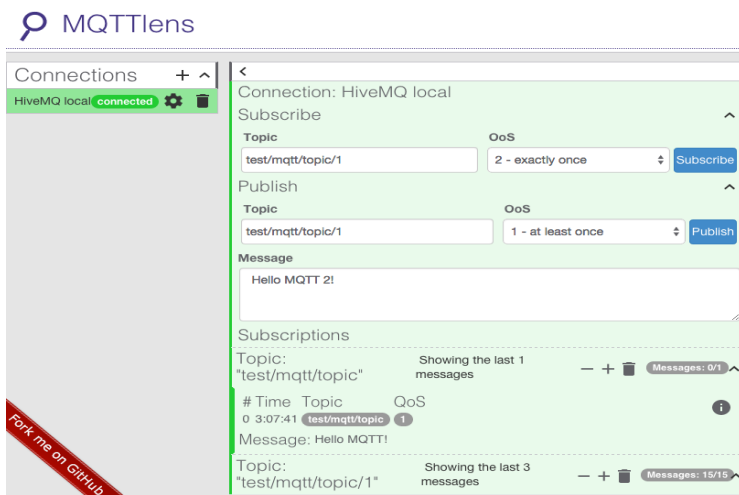 MQTTlens
Connections
HiveMQ local connected
Connection: HiveMQ local
Subscribe
Topic QoS
test/mqtt/topic/1 2 - exactly once Subscribe
Publish
Topic QoS
test/mqtt/topic/1 1 - at least once Publish
Message
Hello MQTT 2!
Subscriptions
Topic: "test/mqtt/topic" Showing the last 1 messages Messages: 0/1
# Time Topic QoS
0 3:07:41 test/mqtt/topic 1
Message: Hello MQTT!
Topic: "test/mqtt/topic/1" Showing the last 3 messages Messages: 15/15
Fork me on GitHub